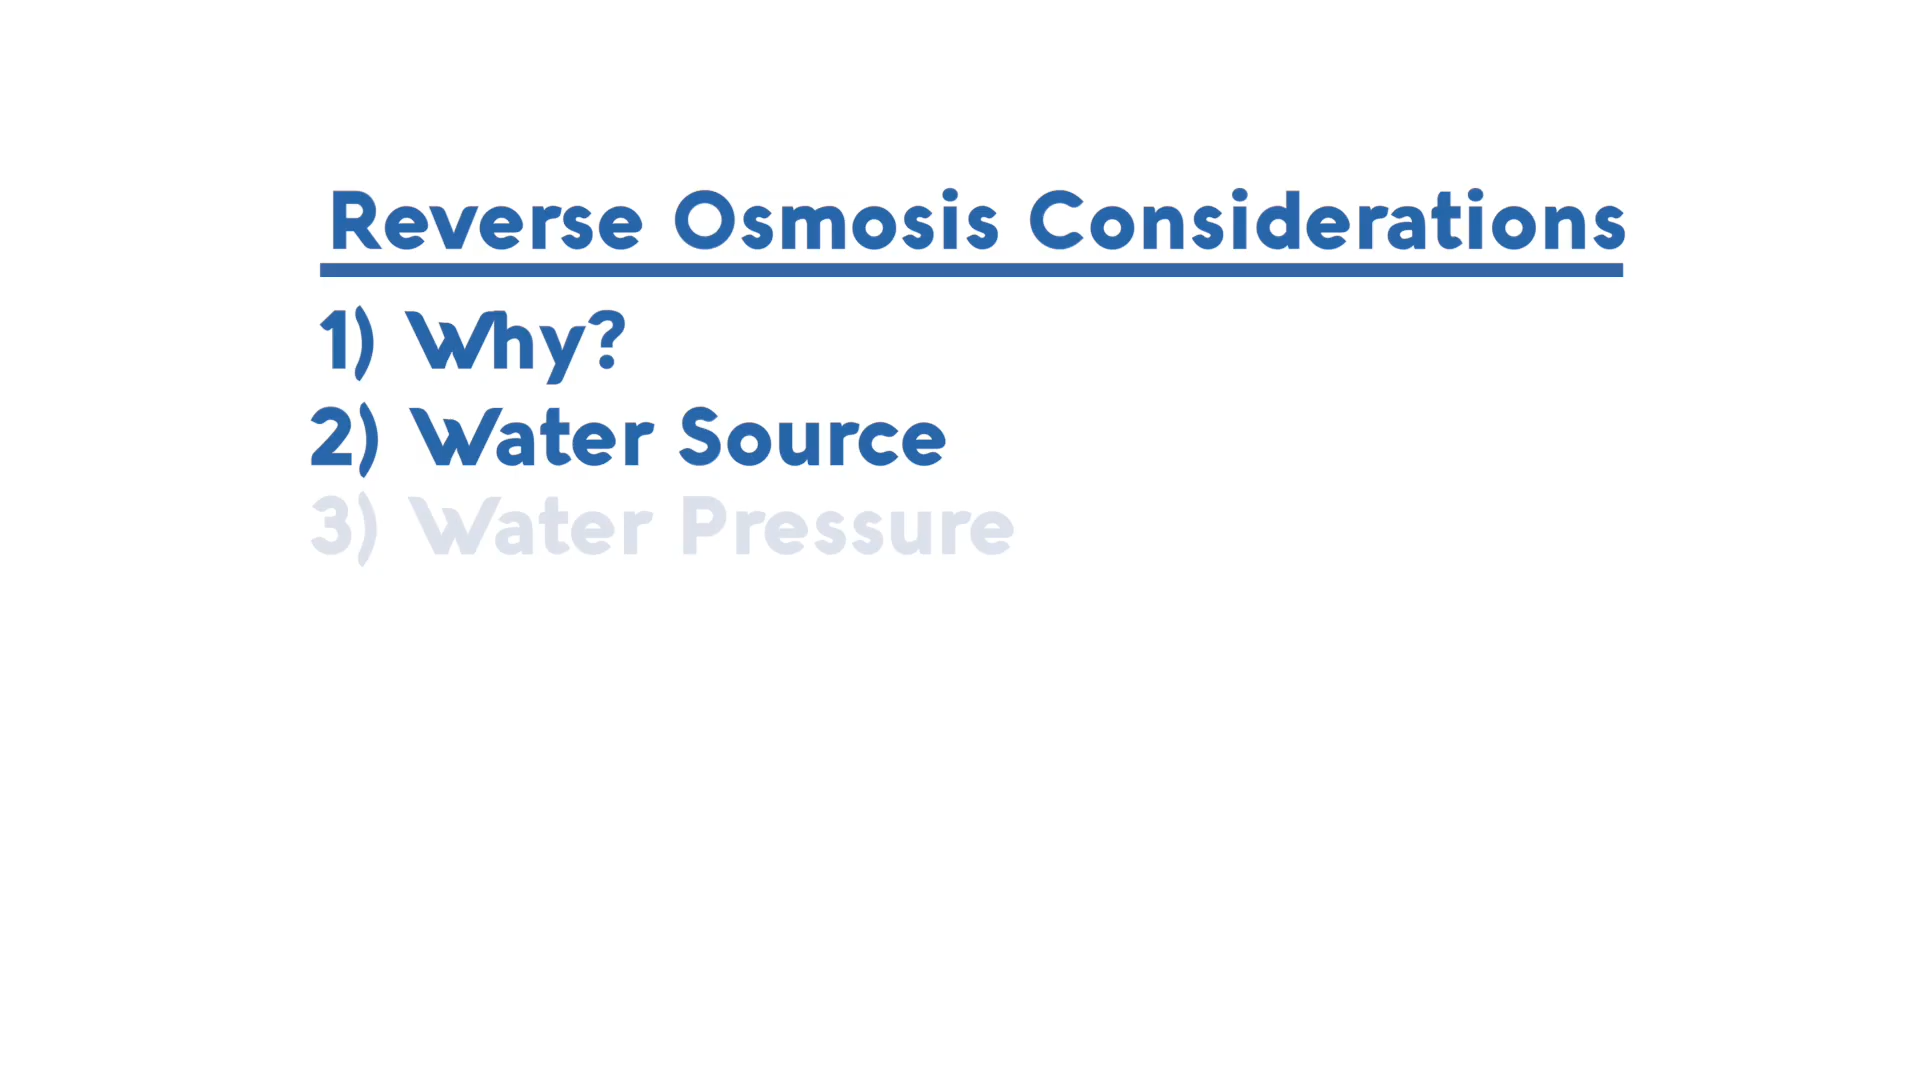 Reverse Osmosis Considerations
1) Why?
2) Water Source
3) Water Pressure